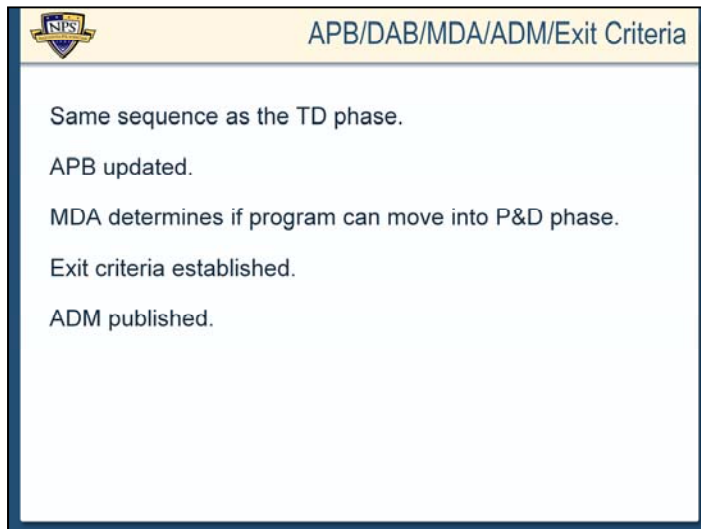 NPS
APB/DAB/MDA/ADM/Exit Criteria
Same sequence as the TD phase.
APB updated.
MDA determines if program can move into P&D phase.
Exit criteria established.
ADM published.